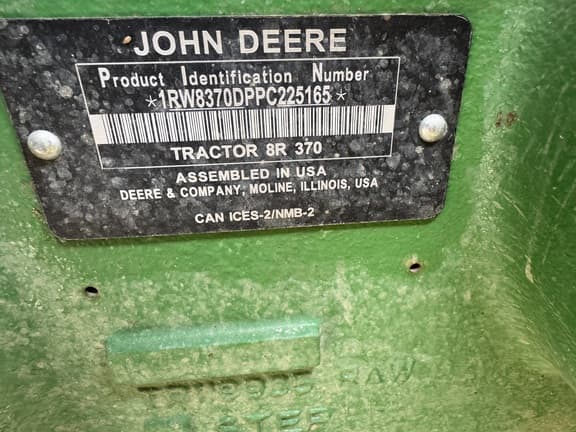 JOHN DEERE
Product Identification Number
*1RW8370DPPC225165*
TRACTOR 8R 370
ASSEMBLED IN USA
DEERE & COMPANY, MOLINE, ILLINOIS, USA
CAN ICES-2/NMB-2
RAW